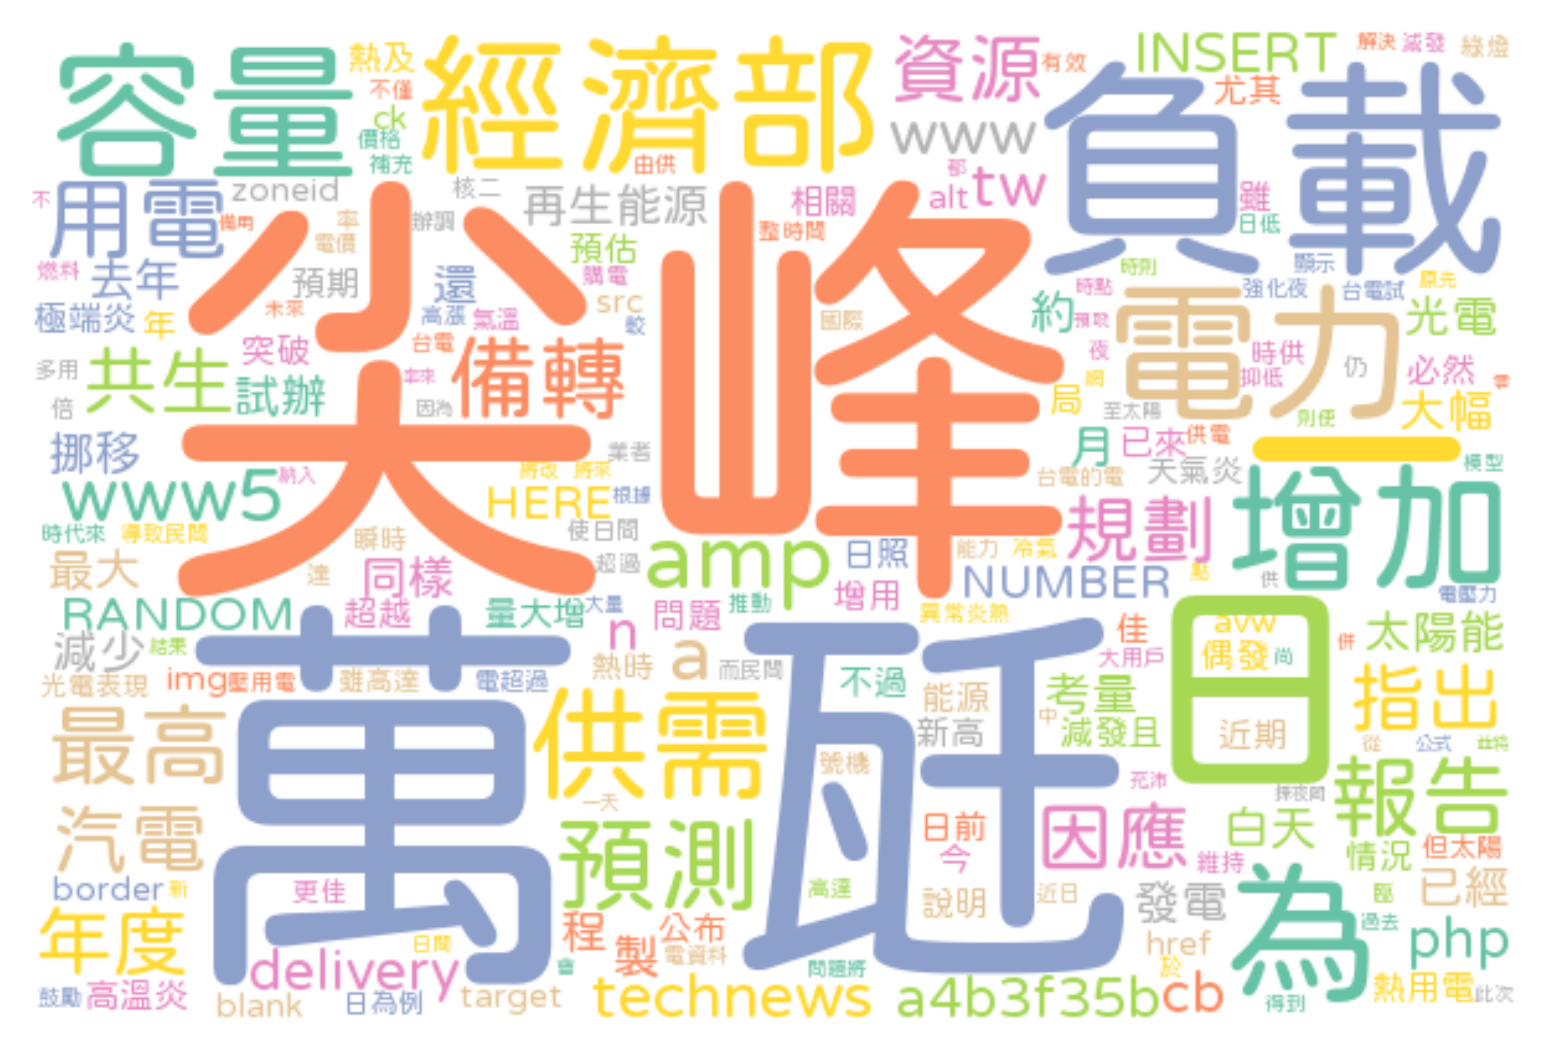 容量
熱及
不僅
ck
價格
補充
經濟部
由供
資源
有效
www
INSERT
解決
減發
綠燈
尤其
負載
用電
不
zoneid
核二
備用
率
電價
辦調
再生能源
相關
alt
tw
雖
日低
整時間
燃料
去年
預期
還
預估
購電
src
較
顯示
時則
極端炎
年
未來
高漲
氣溫
國際
約
時點
強化夜
台電試
原先
光電
尖峰
電力
共生
突破
台電
備轉
夜
時供
抑低
仍
必然
多用
倍
試辦
因為
局
至太陽
則便
大幅
一
挪移
業者
將改
將來
月
已來
供電
天氣炎
模型
台電的電
www5
納入
HERE
根據
使日間
規劃
增加
時代來
導致民間
瞬時
超過
amp
日照
能力
冷氣
NUMBER
點
供
電壓力
最大
達
同樣
增用
RANDOM
超越
量大增
大量
問題
推動
異常炎熱
減少
結果
n
a
熱時
而民間
不過
佳
大用戶
日
avw
偶發
尚
併
太陽能
光電表現
img
壓用電
雖高達
電超過
能源
考量
指出
最高
萬瓩
供需
新高
中
減發且
近期
從
公式
號機
一天
汽電
預測
日前
今
因應
白天
報告
維持
情況
但太陽
border
新
更佳
高達
說明
近日
發電
已經
為
過去
年度
日間
程
公布
製
電資料
href
於
php
delivery
會
問題將
鼓勵
高溫炎
blank
日為例
target
technews
a4b3f35b
cb
得到
熱用電
此次